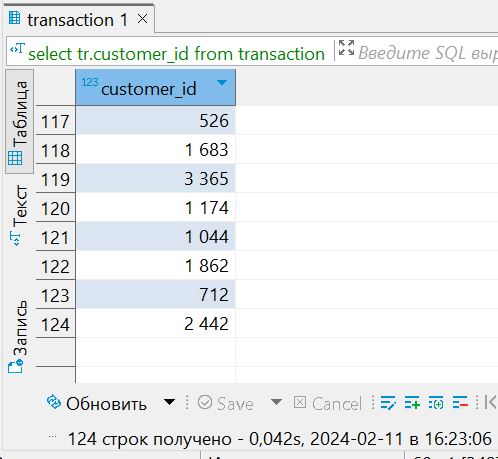 transaction 1
select tr.customer_id from transaction
Введите SQL выр
Таблица
Текст
Запись
123 customer_id
117 526
118 1 683
119 3 365
120 1 174
121 1 044
122 1 862
123 712
124 2 442
Обновить Save Cancel
124 строк получено - 0,042s, 2024-02-11 в 16:23:06